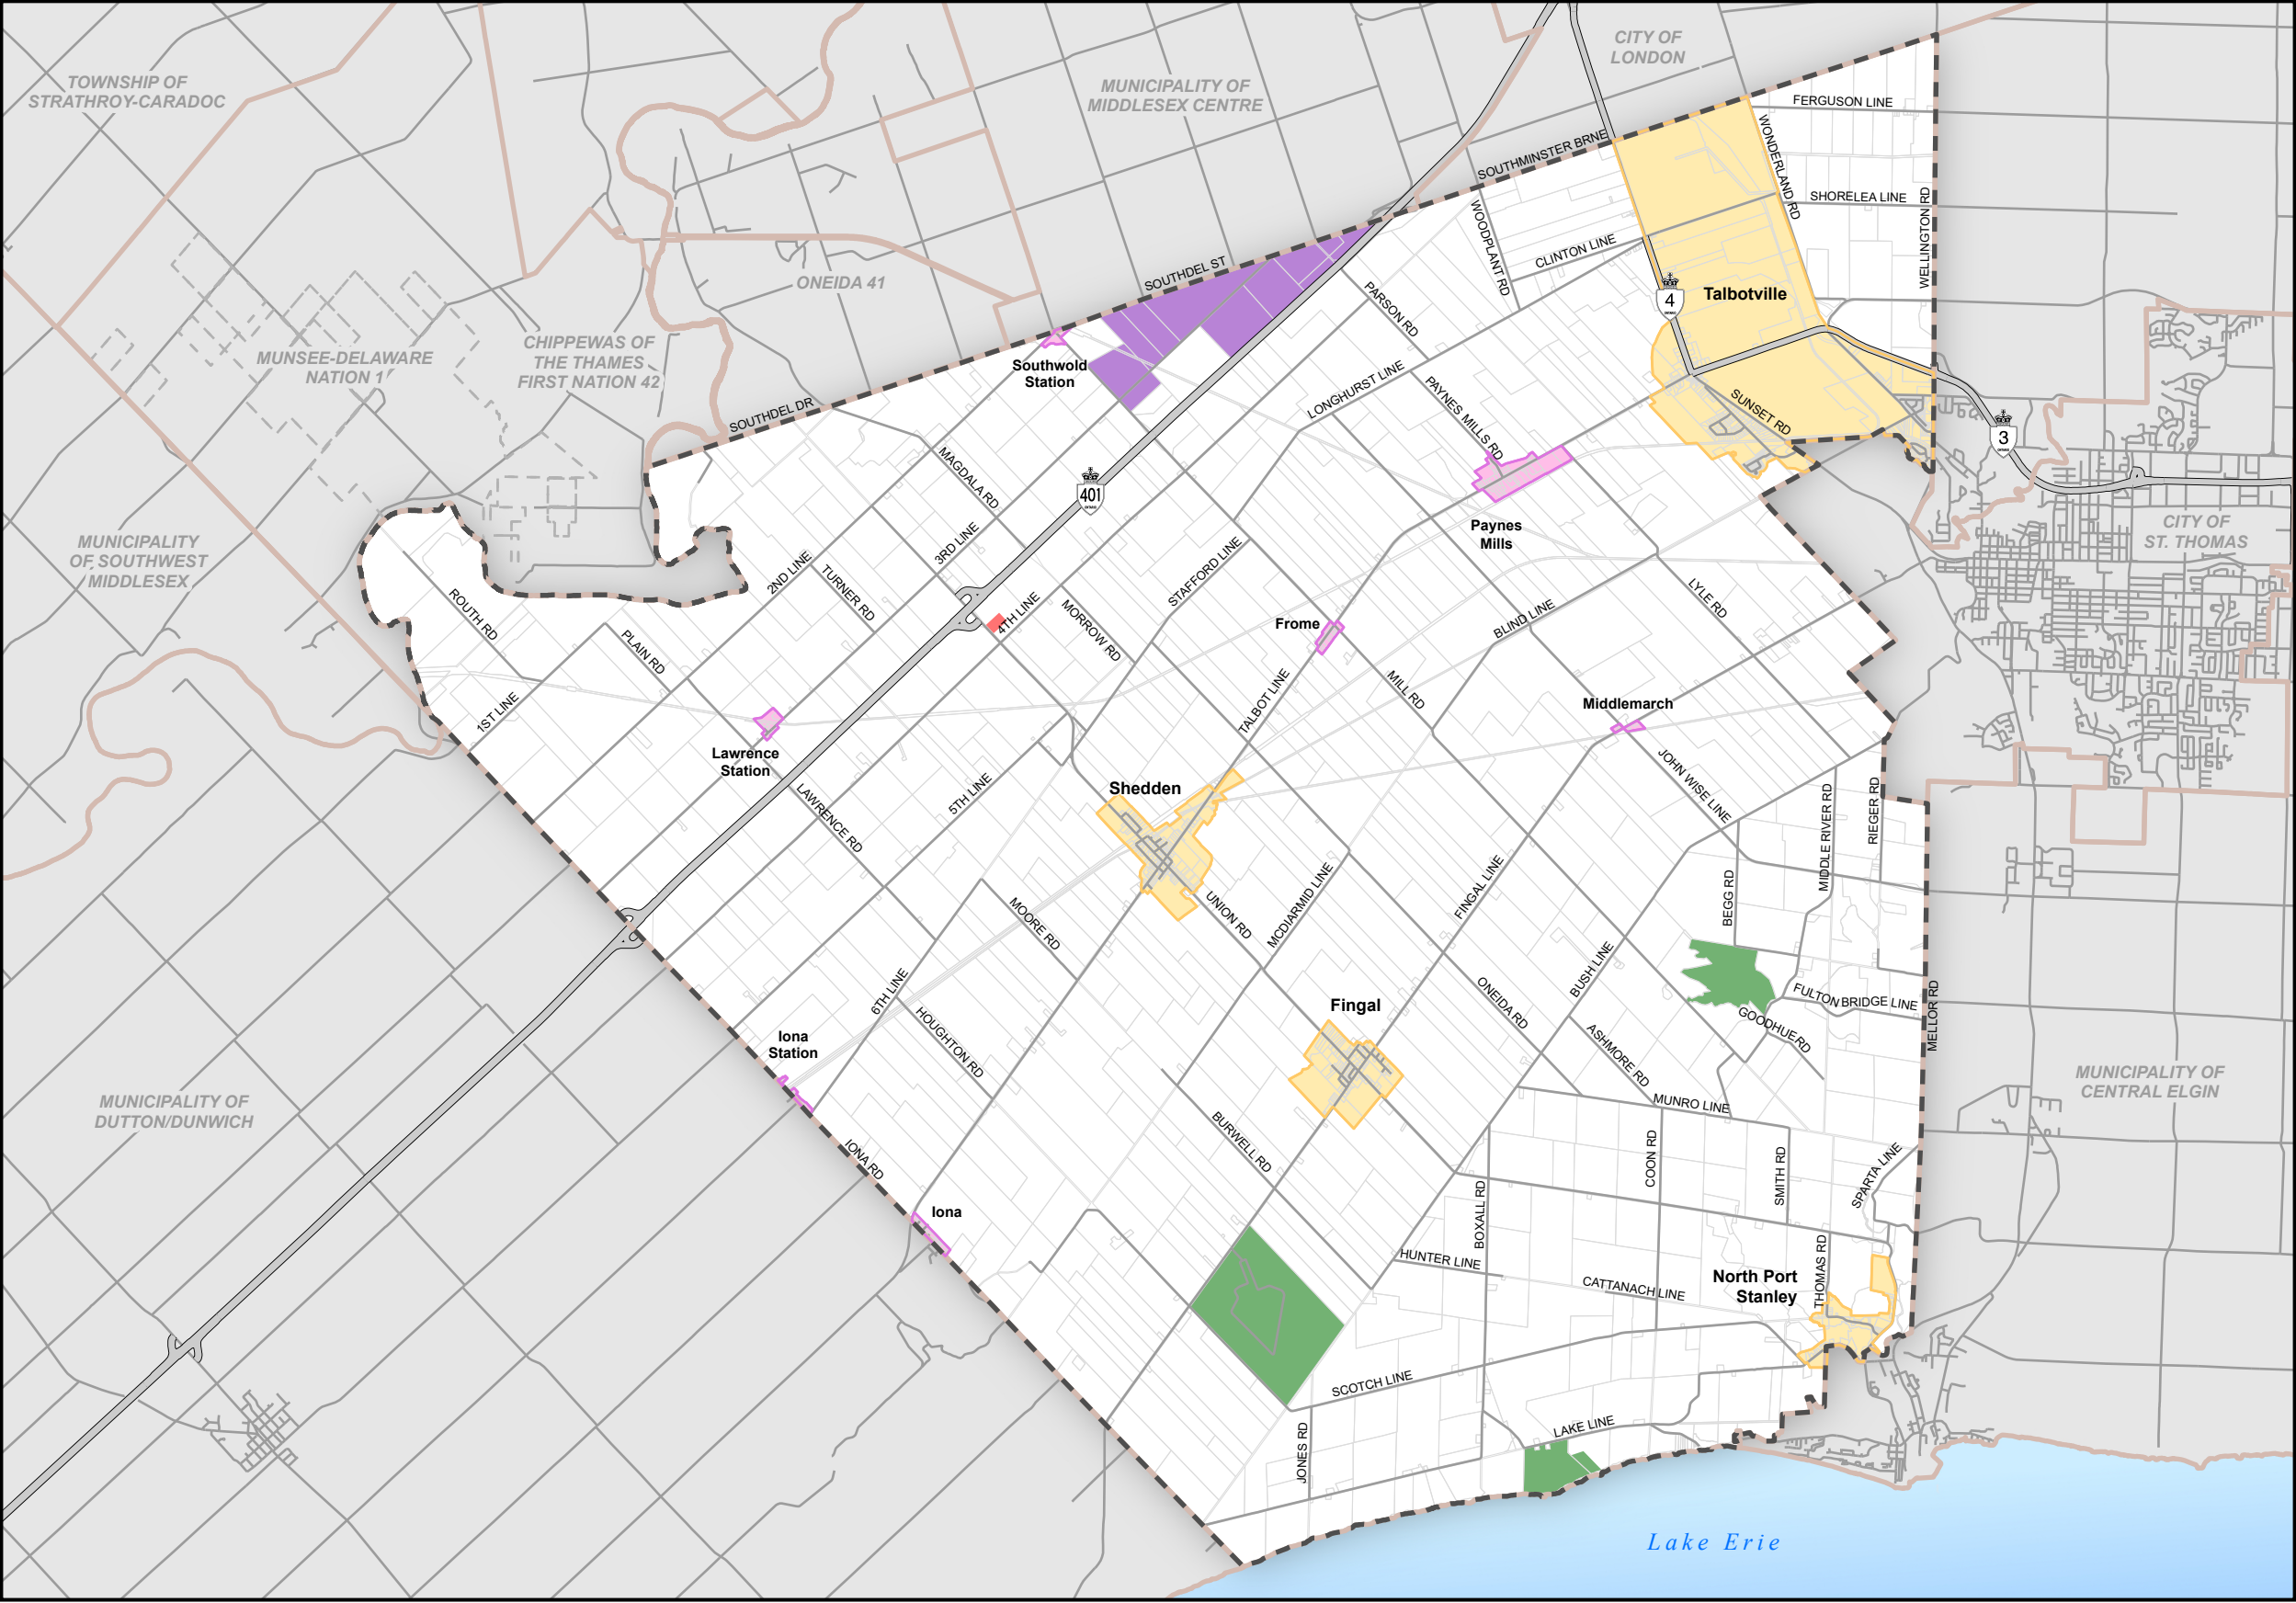 TOWNSHIP OF
STRATHROY-CARADOC
MUNICIPALITY OF
MIDDLESEX CENTRE
CITY OF
LONDON
FERGUSON LINE
WONDERLAND RD
SOUTHMINSTER BRNE
SHORELEA LINE
WELLINGTON RD
WOODPLANT RD
CLINTON LINE
ONEIDA 41
SOUTHDEL ST
PARSON RD
4
Talbotville
CHIPPEWAS OF
THE THAMES
FIRST NATION 42
MUNSEE-DELAWARE
NATION 1
Southwold
Station
LONGHURST LINE
PAYNES MILLS RD
SUNSET RD
SOUTHDEL DR
3
MAGDALA RD
401
CITY OF
ST. THOMAS
Paynes
Mills
MUNICIPALITY
OF SOUTHWEST
MIDDLESEX
3RD LINE
2ND LINE
TURNER RD
STAFFORD LINE
LYLE RD
ROUTH RD
4TH LINE
MORROW RD
Frome
BLIND LINE
PLAIN RD
1ST LINE
TALBOT LINE
MILL RD
Middlemarch
Lawrence
Station
JOHN WISE LINE
Shedden
5TH LINE
LAWRENCE RD
MIDDLE RIVER RD
RIEGER RD
BEGG RD
MOORE RD
UNION RD
MCDIARMID LINE
FINGAL LINE
BUSH LINE
6TH LINE
ONEIDA RD
FULTON BRIDGE LINE
MELLOR RD
Fingal
GOODHUE RD
HOUGHTON RD
Iona
Station
ASHMORE RD
MUNICIPALITY OF
CENTRAL ELGIN
MUNICIPALITY OF
DUTTON/DUNWICH
MUNRO LINE
BURWELL RD
IONA RD
COON RD
SMITH RD
SPARTA LINE
Iona
BOXALL RD
HUNTER LINE
CATTANACH LINE
THOMAS RD
North Port
Stanley
SCOTCH LINE
LAKE LINE
JONES RD
Lake Erie